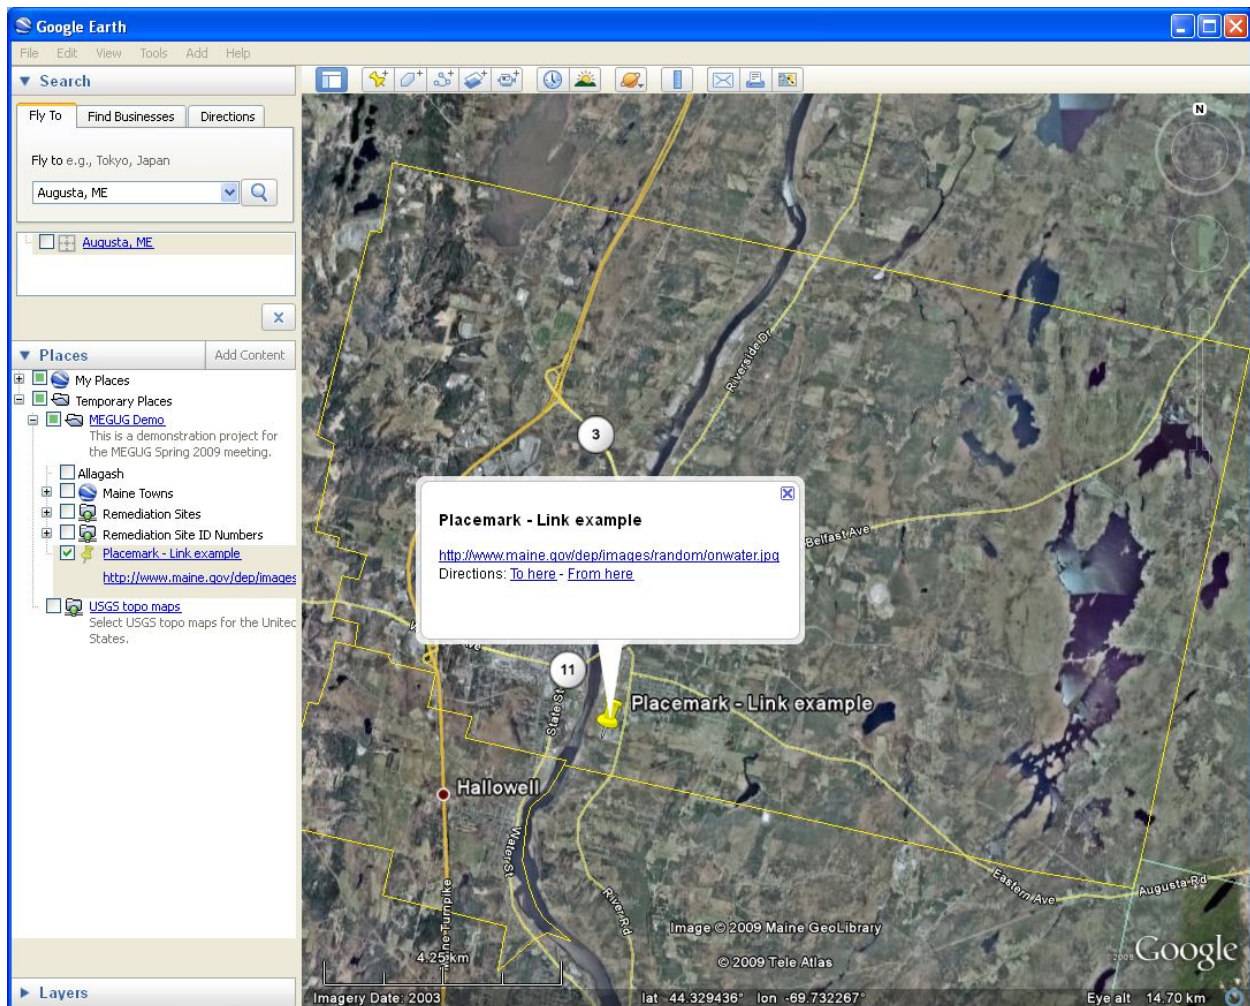 Google Earth
File Edit View Tools Add Help
Search
Fly To Find Businesses Directions
Fly to e.g., Tokyo, Japan
Augusta, ME
Augusta, ME
Places Add Content
My Places
Temporary Places
MEGUG Demo
This is a demonstration project for
the MEGUG Spring 2009 meeting.
Allagash
Maine Towns
Remediation Sites
Remediation Site ID Numbers
Placemark - Link example
http://www.maine.gov/dep/images
USGS topo maps
Select USGS topo maps for the United
States.
Layers
N
Riverside Dr
3
Placemark - Link example
http://www.maine.gov/dep/images/random/onwater.jpg
Directions: To here - From here
Belfast Ave
11
State St
Placemark - Link example
Hallowell
Water St
River Rd
Maine Turnpike
Eastern Ave
Augusta Rd
Image © 2009 Maine GeoLibrary
© 2009 Tele Atlas
2009 Google
4.25 km
Imagery Date: 2003 lat 44.329436° lon -69.732267° Eye alt 14.70 km